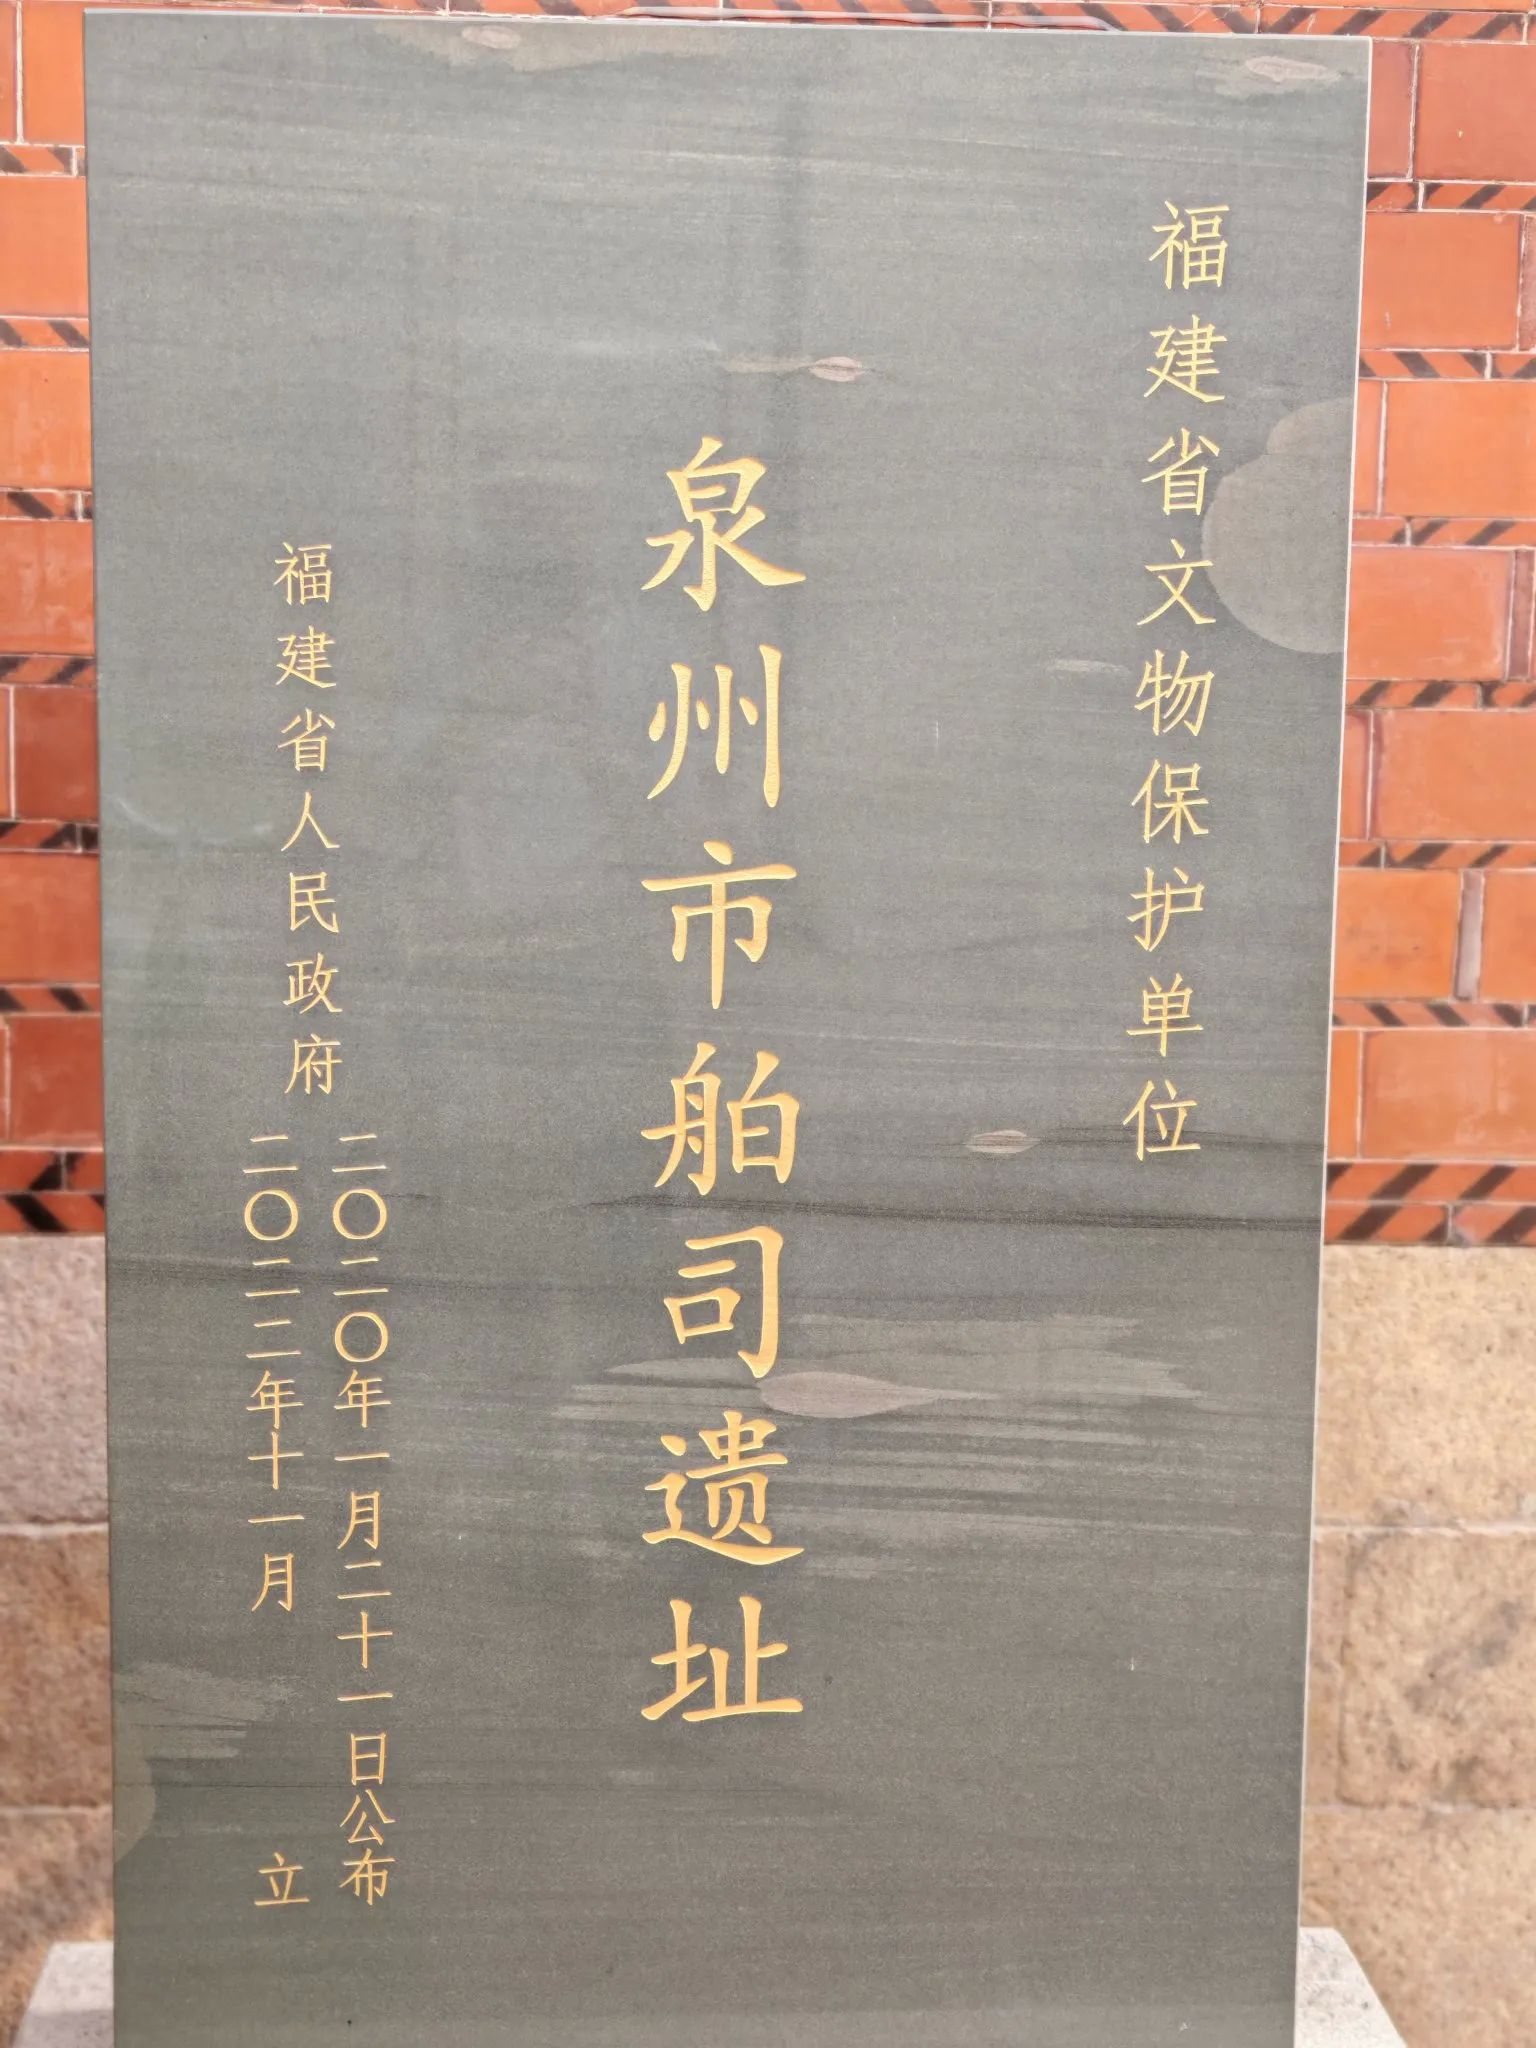 福建省文物保护单位
泉州市舶司遗址
福建省人民政府
二〇二〇年一月二十一日公布
二〇二二年十一月 立